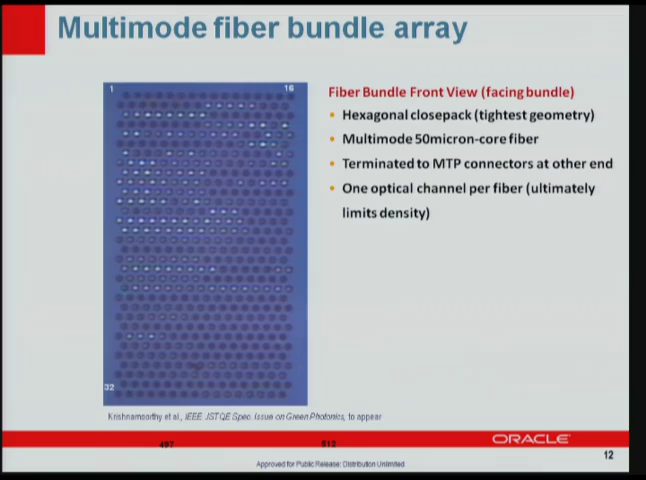 Multimode fiber bundle array
1
16
Fiber Bundle Front View (facing bundle)
• Hexagonal closepack (tightest geometry)
• Multimode 50micron-core fiber
• Terminated to MTP connectors at other end
• One optical channel per fiber (ultimately
limits density)
32
Krishnamoorthy et al., IEEE JSTQE Spec. Issue on Green Photonics, to appear
497
512
ORACLE
12
Approved for Public Release: Distribution Unlimited